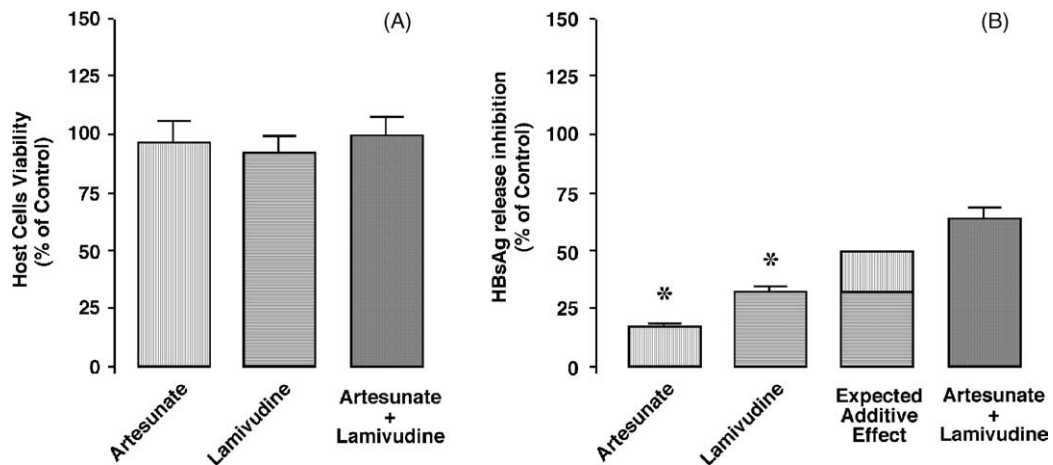 (A)
Host Cells Viability
(% of Control)
150
125
100
75
50
25
0
Artesunate
Lamivudine
Artesunate
+
Lamivudine
(B)
HBsAg release inhibition
(% of Control)
150
125
100
75
50
25
0
*
*
Artesunate
Lamivudine
Expected
Additive
Effect
Artesunate
+
Lamivudine